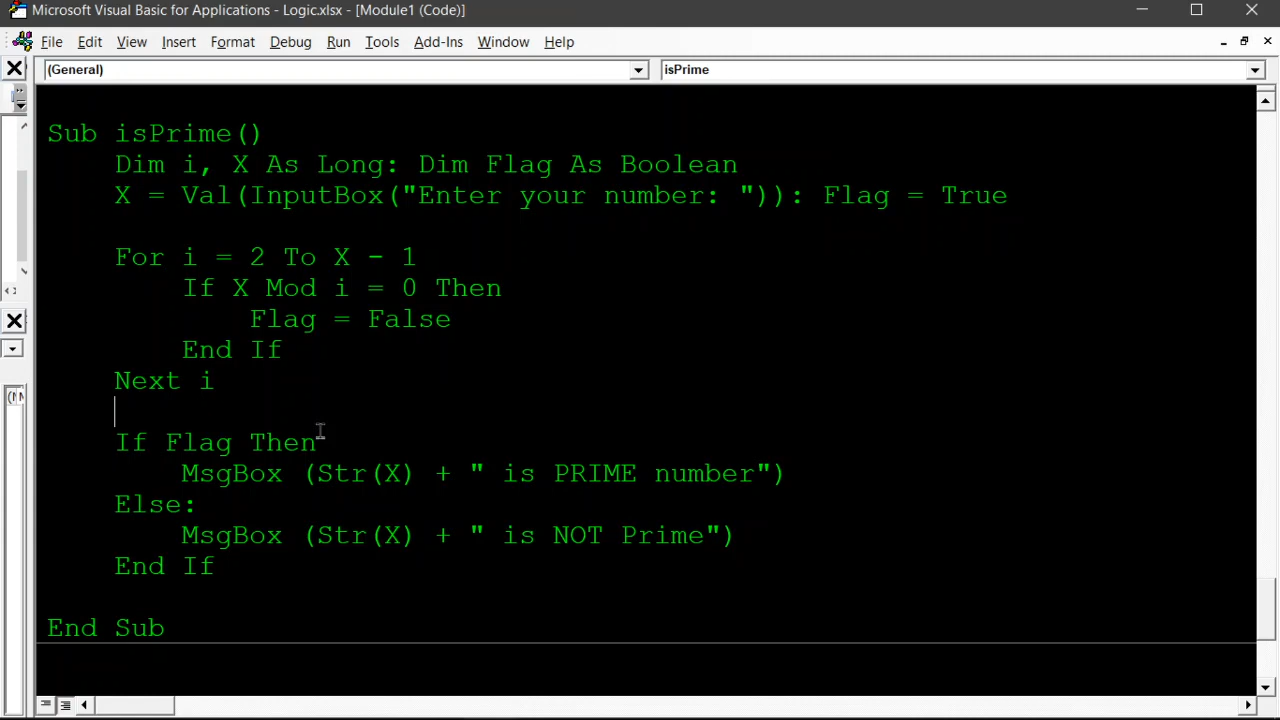 Microsoft Visual Basic for Applications - Logic.xlsx - [Module1 (Code)]
File Edit View Insert Format Debug Run Tools Add-Ins Window Help
(General) isPrime
Sub isPrime()
Dim i, X As Long: Dim Flag As Boolean
X = Val(InputBox("Enter your number: ")): Flag = True
For i = 2 To X - 1
If X Mod i = 0 Then
Flag = False
End If
Next i
If Flag Then
MsgBox (Str(X) + " is PRIME number")
Else:
MsgBox (Str(X) + " is NOT Prime")
End If
End Sub